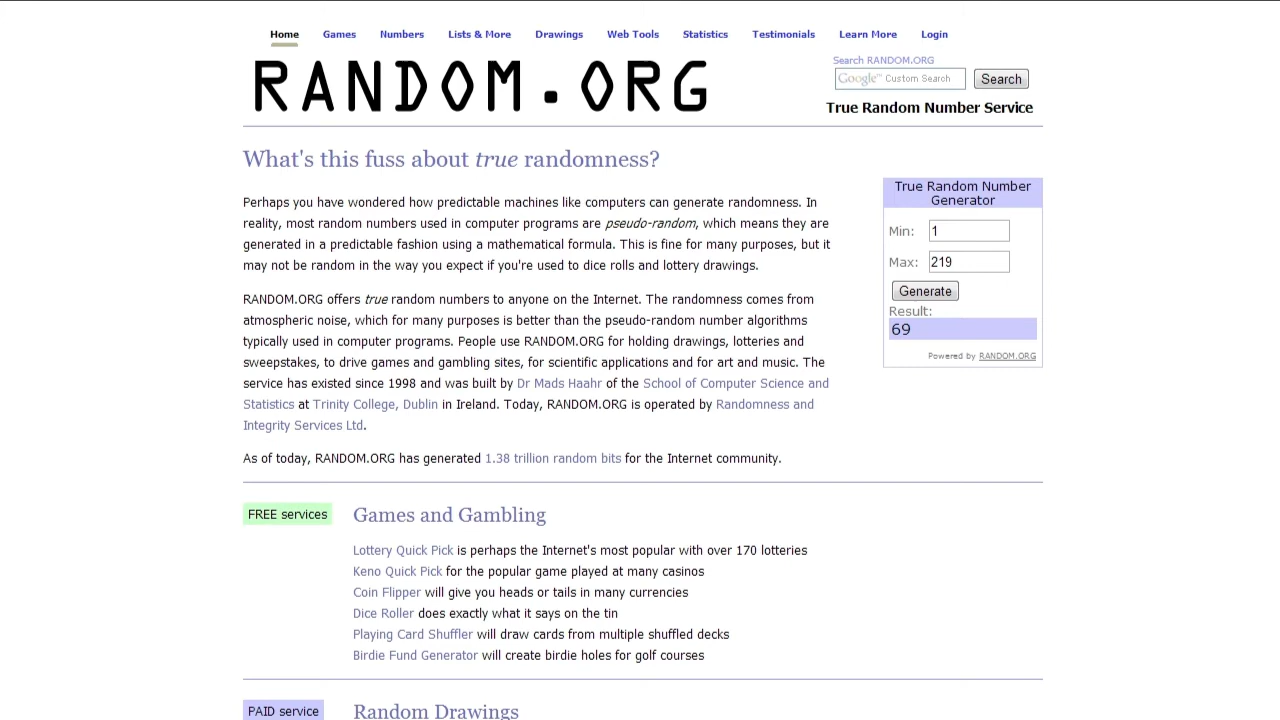 Home Games Numbers Lists & More Drawings Web Tools Statistics Testimonials Learn More Login
RANDOM.ORG
Search RANDOM.ORG
Google™ Custom Search Search
True Random Number Service
What's this fuss about true randomness?
Perhaps you have wondered how predictable machines like computers can generate randomness. In
reality, most random numbers used in computer programs are pseudo-random, which means they are
generated in a predictable fashion using a mathematical formula. This is fine for many purposes, but it
may not be random in the way you expect if you're used to dice rolls and lottery drawings.
RANDOM.ORG offers true random numbers to anyone on the Internet. The randomness comes from
atmospheric noise, which for many purposes is better than the pseudo-random number algorithms
typically used in computer programs. People use RANDOM.ORG for holding drawings, lotteries and
sweepstakes, to drive games and gambling sites, for scientific applications and for art and music. The
service has existed since 1998 and was built by Dr Mads Haahr of the School of Computer Science and
Statistics at Trinity College, Dublin in Ireland. Today, RANDOM.ORG is operated by Randomness and
Integrity Services Ltd.
As of today, RANDOM.ORG has generated 1.38 trillion random bits for the Internet community.
True Random Number
Generator
Min: 1
Max: 219
Generate
Result:
69
Powered by RANDOM.ORG
FREE services
Games and Gambling
Lottery Quick Pick is perhaps the Internet's most popular with over 170 lotteries
Keno Quick Pick for the popular game played at many casinos
Coin Flipper will give you heads or tails in many currencies
Dice Roller does exactly what it says on the tin
Playing Card Shuffler will draw cards from multiple shuffled decks
Birdie Fund Generator will create birdie holes for golf courses
PAID service
Random Drawings